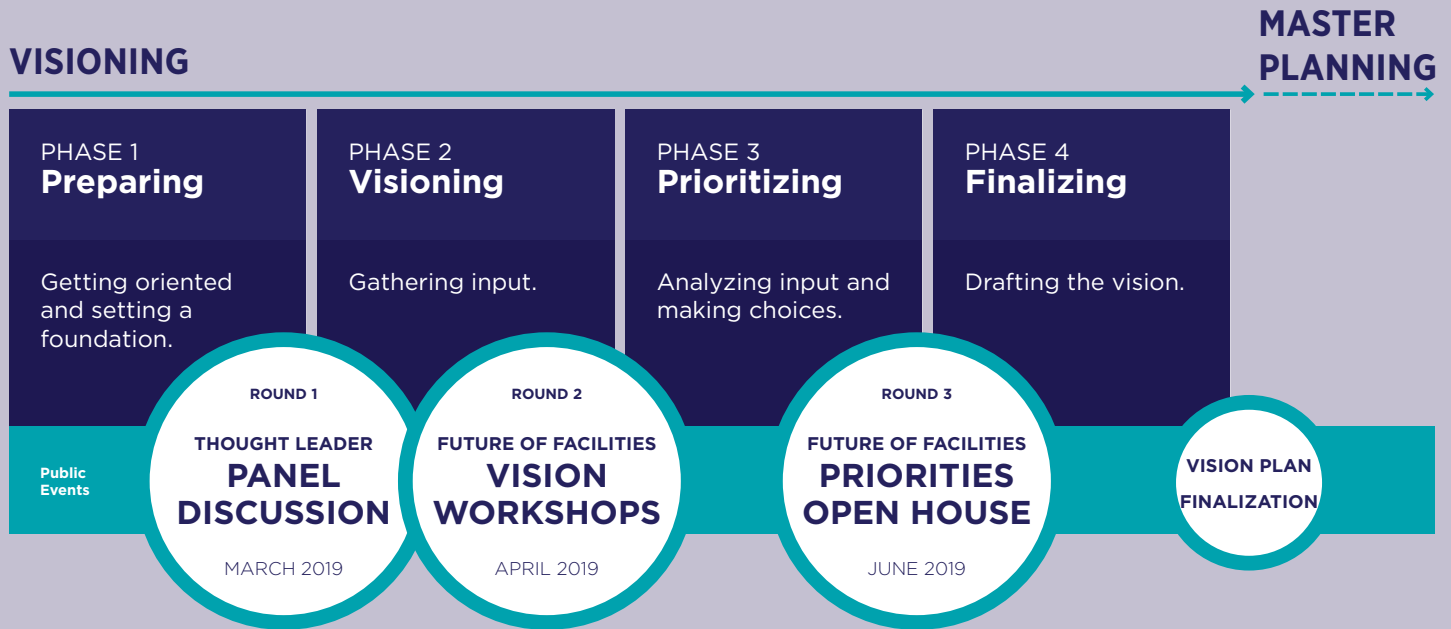 VISIONING
MASTER
PLANNING
PHASE 1
Preparing
Getting oriented
and setting a
foundation.
PHASE 2
Visioning
Gathering input.
PHASE 3
Prioritizing
Analyzing input and
making choices.
PHASE 4
Finalizing
Drafting the vision.
Public
Events
ROUND 1
THOUGHT LEADER
PANEL
DISCUSSION
MARCH 2019
ROUND 2
FUTURE OF FACILITIES
VISION
WORKSHOPS
APRIL 2019
ROUND 3
FUTURE OF FACILITIES
PRIORITIES
OPEN HOUSE
JUNE 2019
VISION PLAN
FINALIZATION